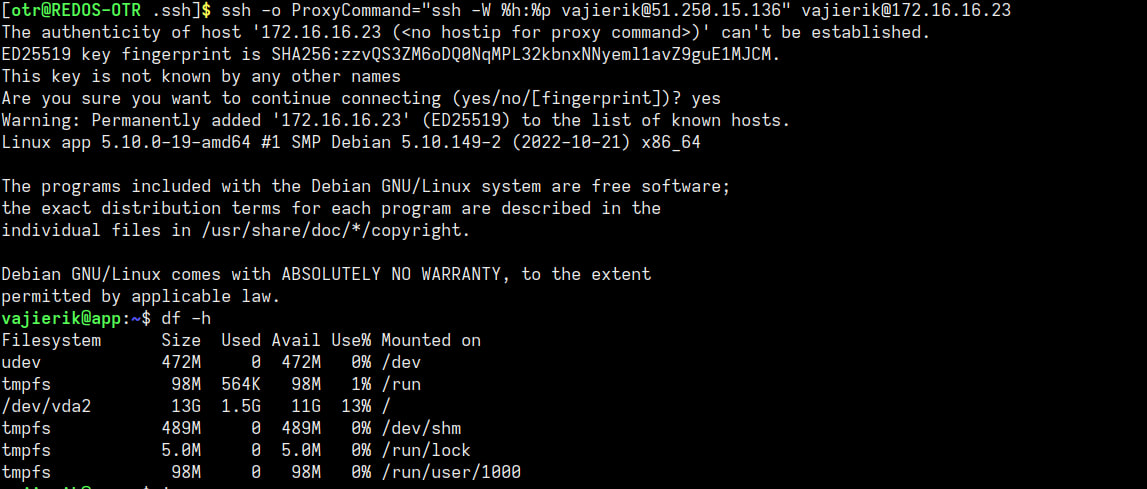 [otr@REDOS-OTR .ssh]$ ssh -o ProxyCommand="ssh -W %h:%p vajierik@51.250.15.136" vajierik@172.16.16.23
The authenticity of host '172.16.16.23 (<no hostip for proxy command>)' can't be established.
ED25519 key fingerprint is SHA256:zzvQS3ZM6oDQ0NqMPL32kbnxNNyeml1avZ9guE1MJCM.
This key is not known by any other names
Are you sure you want to continue connecting (yes/no/[fingerprint])? yes
Warning: Permanently added '172.16.16.23' (ED25519) to the list of known hosts.
Linux app 5.10.0-19-amd64 #1 SMP Debian 5.10.149-2 (2022-10-21) x86_64

The programs included with the Debian GNU/Linux system are free software;
the exact distribution terms for each program are described in the
individual files in /usr/share/doc/*/copyright.

Debian GNU/Linux comes with ABSOLUTELY NO WARRANTY, to the extent
permitted by applicable law.
vajierik@app:~$ df -h
Filesystem      Size  Used Avail Use% Mounted on
udev            472M     0  472M   0% /dev
tmpfs            98M  564K   98M   1% /run
/dev/vda2        13G  1.5G   11G  13% /
tmpfs           489M     0  489M   0% /dev/shm
tmpfs           5.0M     0  5.0M   0% /run/lock
tmpfs            98M     0   98M   0% /run/user/1000